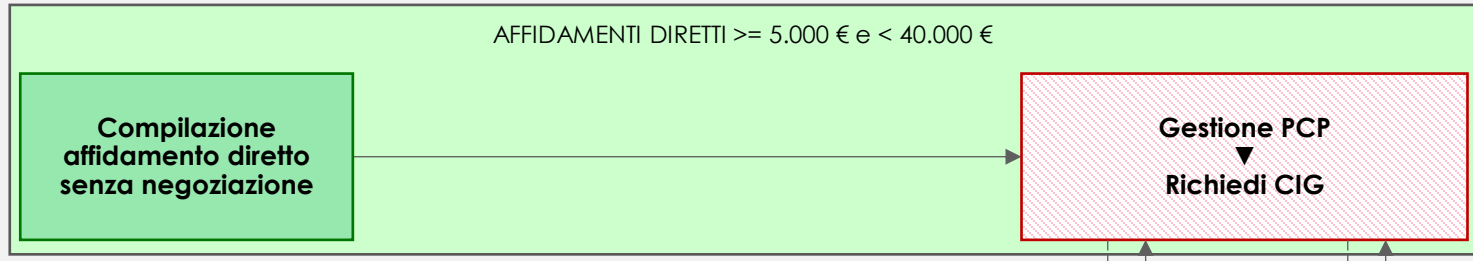 AFFIDAMENTI DIRETTI >= 5.000 € e < 40.000 €
Compilazione
affidamento diretto
senza negoziazione
Gestione PCP
▼
Richiedi CIG